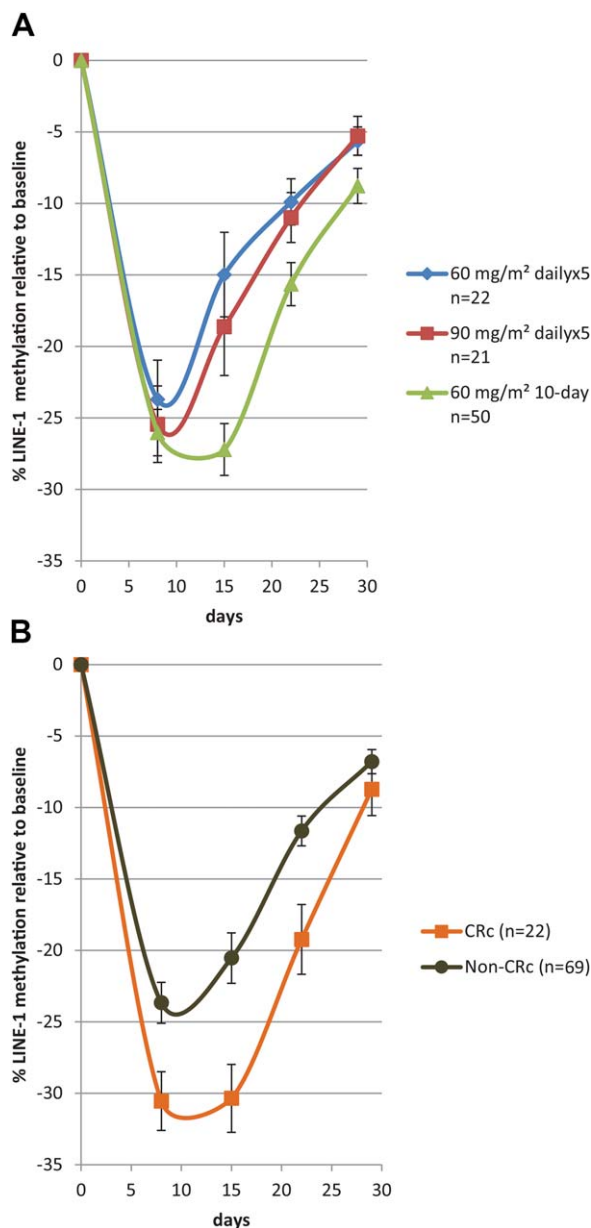 A
% LINE-1 methylation relative to baseline
0
-5
-10
-15
-20
-25
-30
-35
0 5 10 15 20 25 30
days
60 mg/m² dailyx5
n=22
90 mg/m² dailyx5
n=21
60 mg/m² 10-day
n=50
B
% LINE-1 methylation relative to baseline
0
-5
-10
-15
-20
-25
-30
-35
0 5 10 15 20 25 30
days
CRc (n=22)
Non-CRc (n=69)